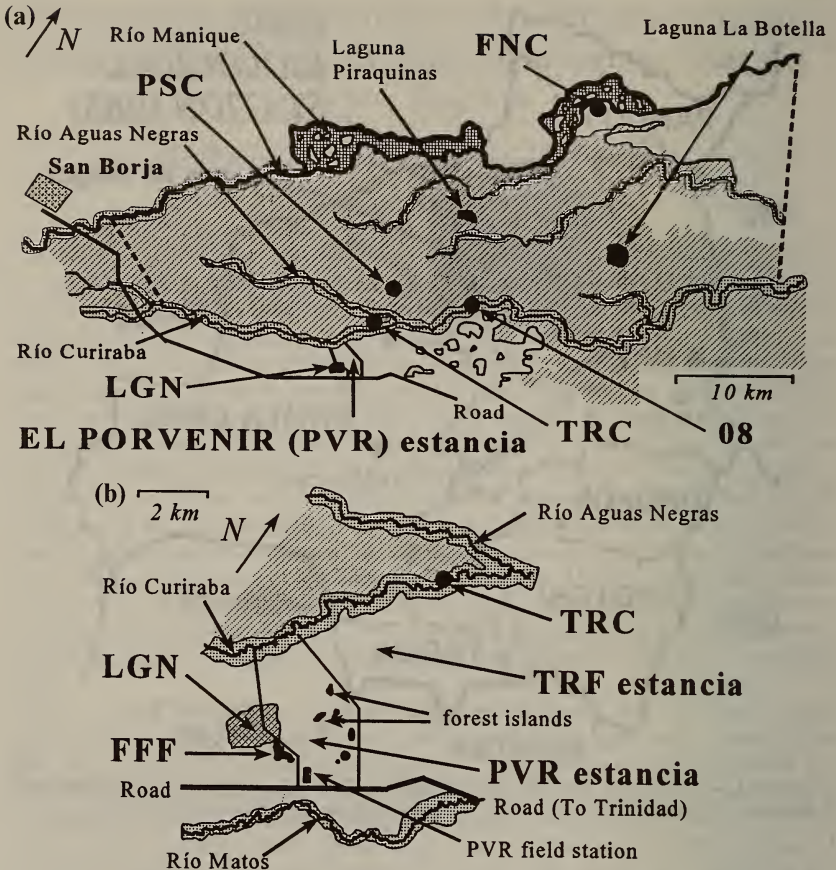 (a)
N
Río Manique
PSC
Laguna
Piraquinas
FNC
Laguna La Botella
Río Aguas Negras
San Borja
Río Curiraba
LGN
Road
10 km
EL PORVENIR (PVR) estancia
TRC
08
(b)
2 km
N
Río Aguas Negras
Río Curiraba
TRC
LGN
TRF estancia
forest islands
FFF
PVR estancia
Road
Road (To Trinidad)
Río Matos
PVR field station